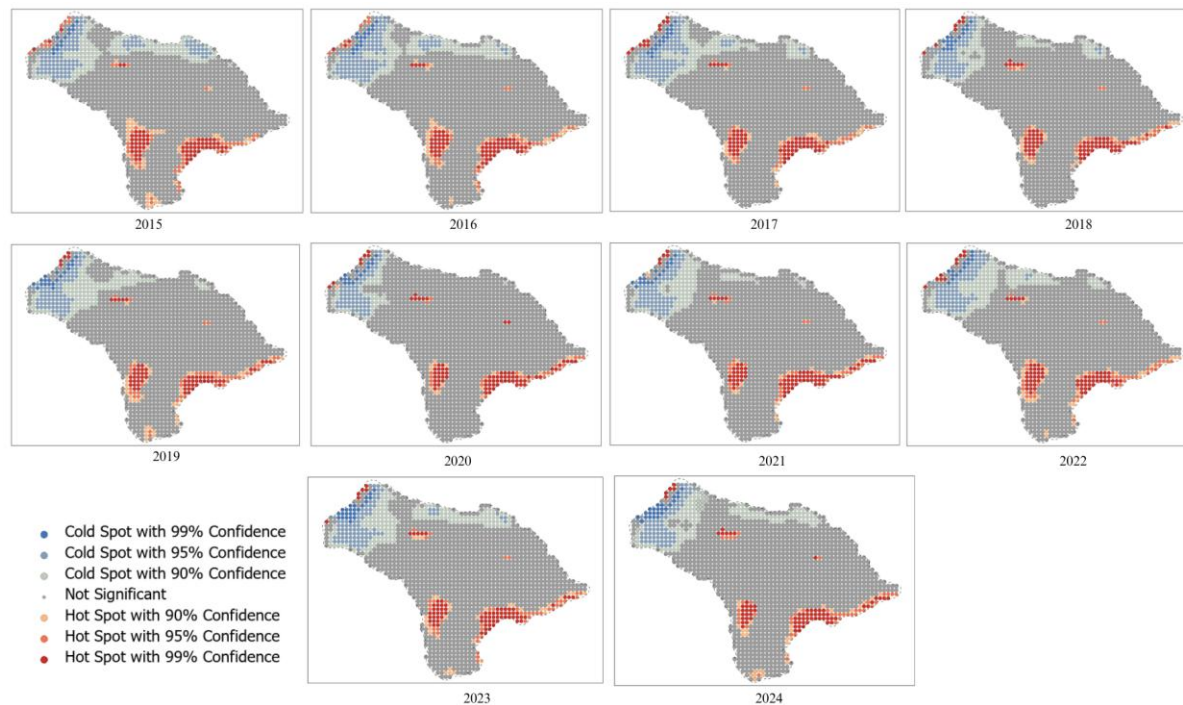 2015
2016
2017
2018
2019
2020
2021
2022
Cold Spot with 99% Confidence
Cold Spot with 95% Confidence
Cold Spot with 90% Confidence
Not Significant
Hot Spot with 90% Confidence
Hot Spot with 95% Confidence
Hot Spot with 99% Confidence
2023
2024